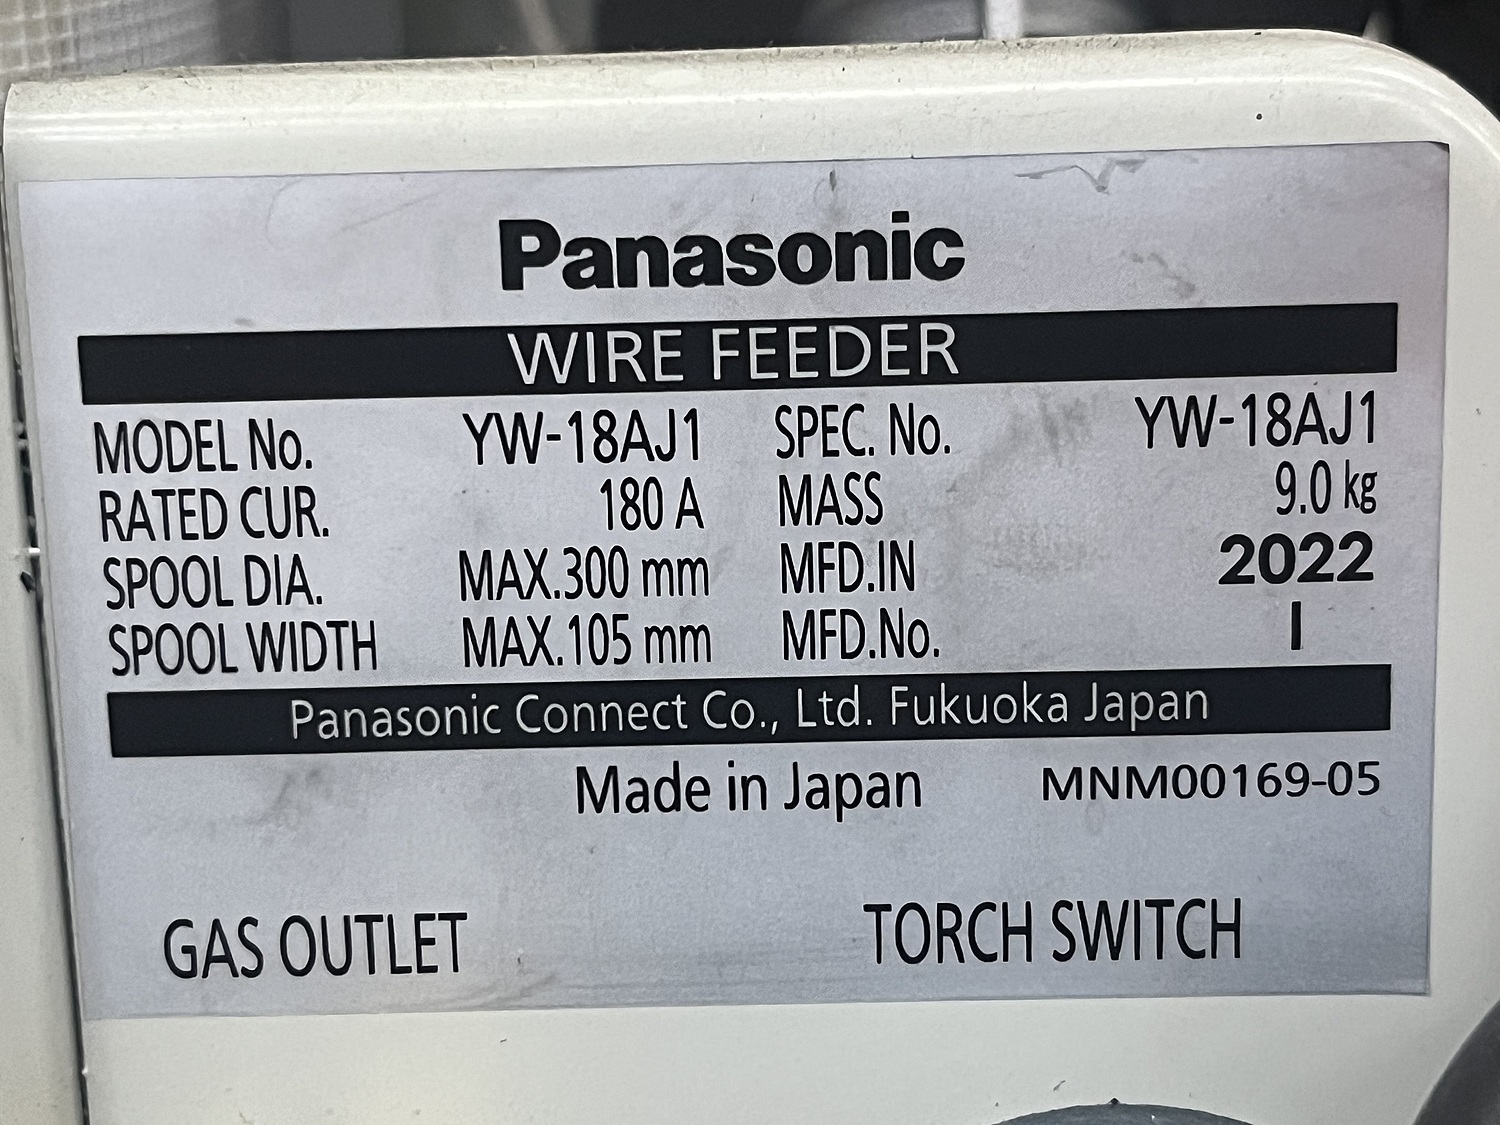 Panasonic
WIRE FEEDER
MODEL No. YW-18AJ1 SPEC. No. YW-18AJ1
RATED CUR. 180 A MASS 9.0 kg
SPOOL DIA. MAX.300 mm MFD.IN 2022
SPOOL WIDTH MAX.105 mm MFD.No. I
Panasonic Connect Co., Ltd. Fukuoka Japan
Made in Japan MNM00169-05
GAS OUTLET TORCH SWITCH